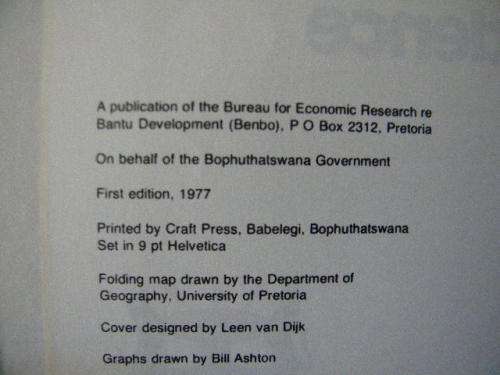 A publication of the Bureau for Economic Research re
Bantu Development (Benbo), P O Box 2312, Pretoria
On behalf of the Bophuthatswana Government
First edition, 1977
Printed by Craft Press, Babelegi, Bophuthatswana
Set in 9 pt Helvetica
Folding map drawn by the Department of
Geography, University of Pretoria
Cover designed by Leen van Dijk
Graphs drawn by Bill Ashton